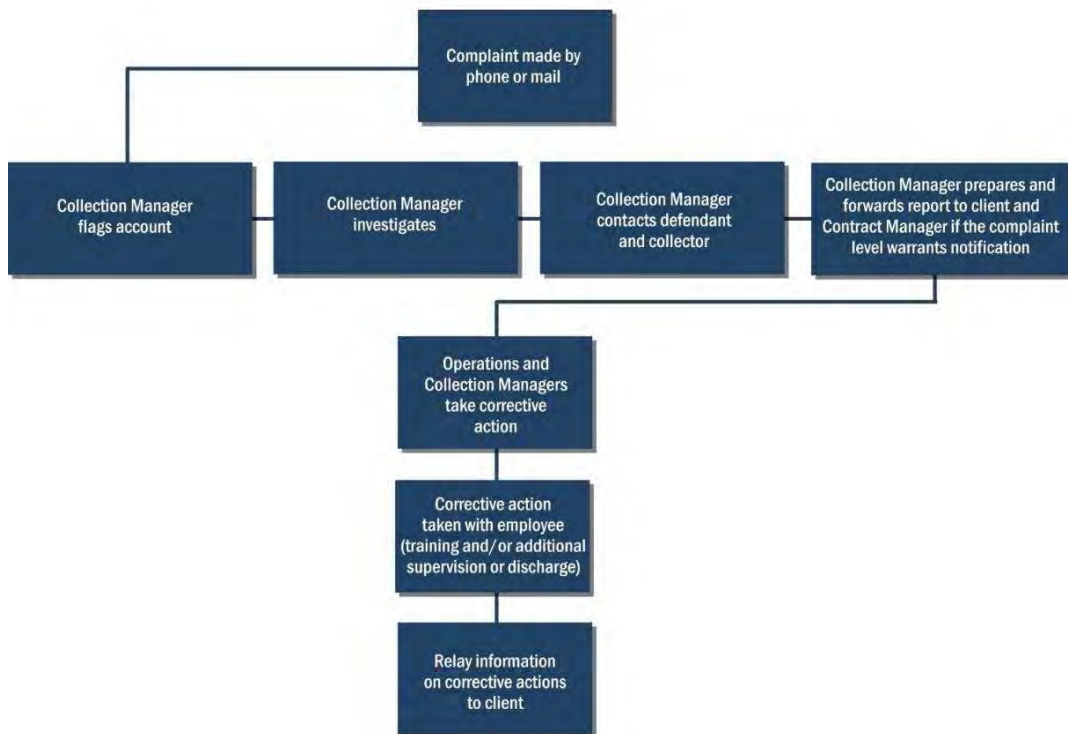 Complaint made by
phone or mail
Collection Manager
flags account
Collection Manager
investigates
Collection Manager
contacts defendant
and collector
Collection Manager prepares and
forwards report to client and
Contract Manager if the complaint
level warrants notification
Operations and
Collection Managers
take corrective
action
Corrective action
taken with employee
(training and/or additional
supervision or discharge)
Relay information
on corrective actions
to client